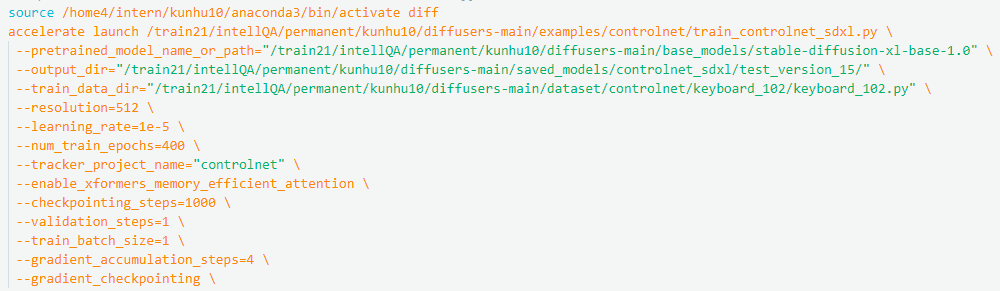 source /home4/intern/kunhu10/anaconda3/bin/activate diff
accelerate launch /train21/intellQA/permanent/kunhu10/diffusers-main/examples/controlnet/train_controlnet_sdxl.py \
--pretrained_model_name_or_path="/train21/intellQA/permanent/kunhu10/diffusers-main/base_models/stable-diffusion-xl-base-1.0" \
--output_dir="/train21/intellQA/permanent/kunhu10/diffusers-main/saved_models/controlnet_sdxl/test_version_15/" \
--train_data_dir="/train21/intellQA/permanent/kunhu10/diffusers-main/dataset/controlnet/keyboard_102/keyboard_102.py" \
--resolution=512 \
--learning_rate=1e-5 \
--num_train_epochs=400 \
--tracker_project_name="controlnet" \
--enable_xformers_memory_efficient_attention \
--checkpointing_steps=1000 \
--validation_steps=1 \
--train_batch_size=1 \
--gradient_accumulation_steps=4 \
--gradient_checkpointing \